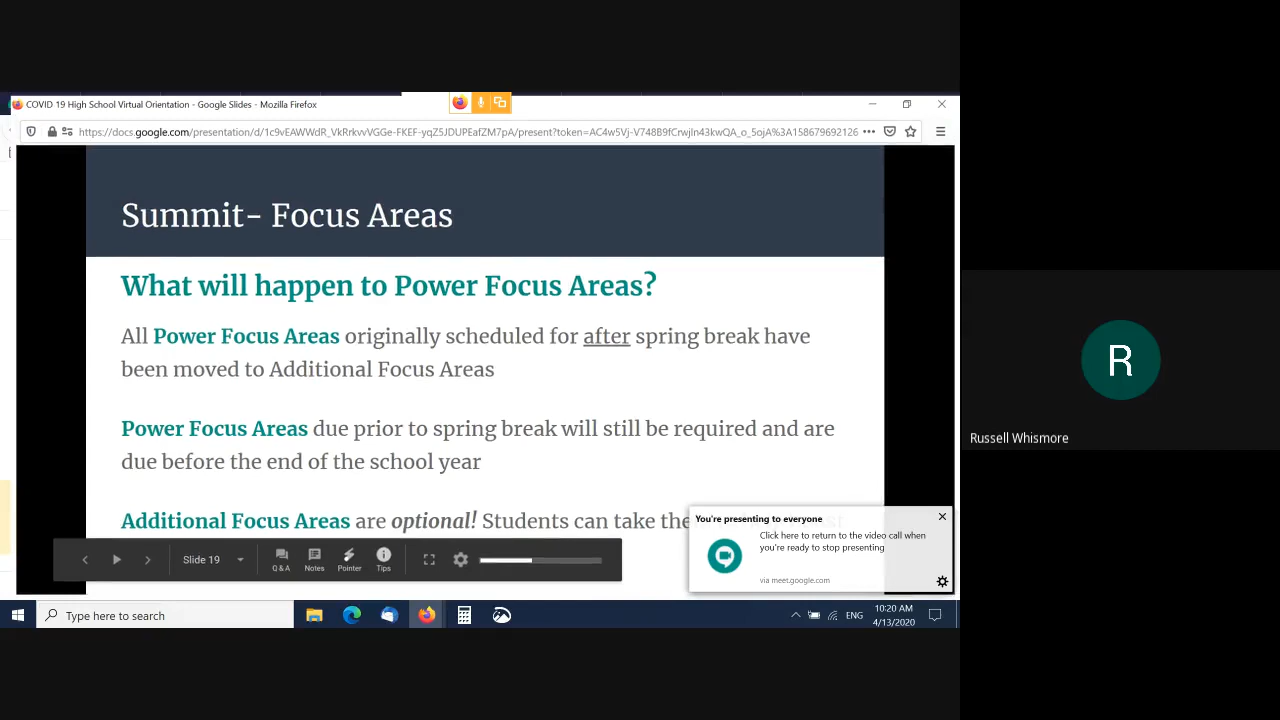 COVID 19 High School Virtual Orientation - Google Slides - Mozilla Firefox
https://docs.google.com/presentation/d/1c9vEAWWdR_VkRrkvvVGGe-FKEF-yqZ5JDUPEafZM7pA/present?token=AC4w5Vj-V748B9fCrwjIn43kwQA_o_5ojA%3A158679692126
Summit- Focus Areas
What will happen to Power Focus Areas?
All Power Focus Areas originally scheduled for after spring break have
been moved to Additional Focus Areas
Power Focus Areas due prior to spring break will still be required and are
due before the end of the school year
Additional Focus Areas are optional! Students can take the
You're presenting to everyone
Click here to return to the video call when
you're ready to stop presenting
via meet.google.com
Slide 19
Q & A
Notes
Pointer
Tips
Type here to search
ENG
10:20 AM
4/13/2020
R
Russell Whismore